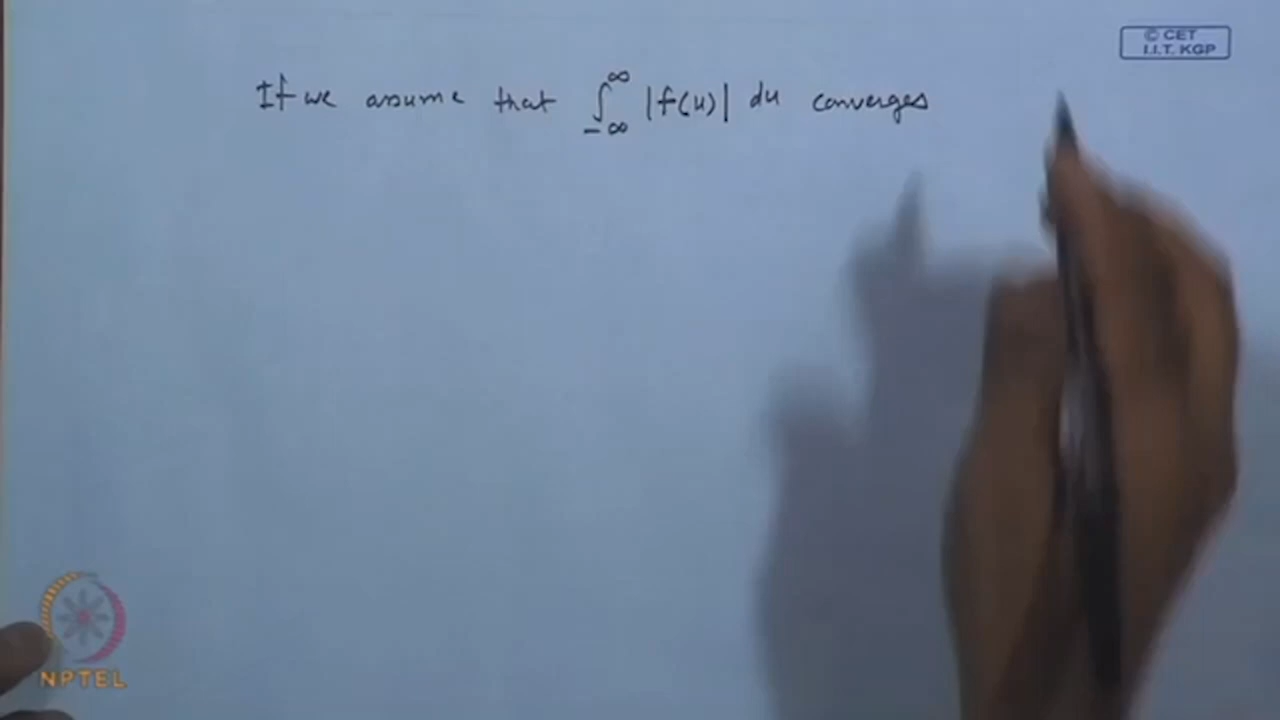 © CET
I.I.T. KGP
If we assume that ∫_{-∞}^{∞} |f(u)| du converges
NPTEL